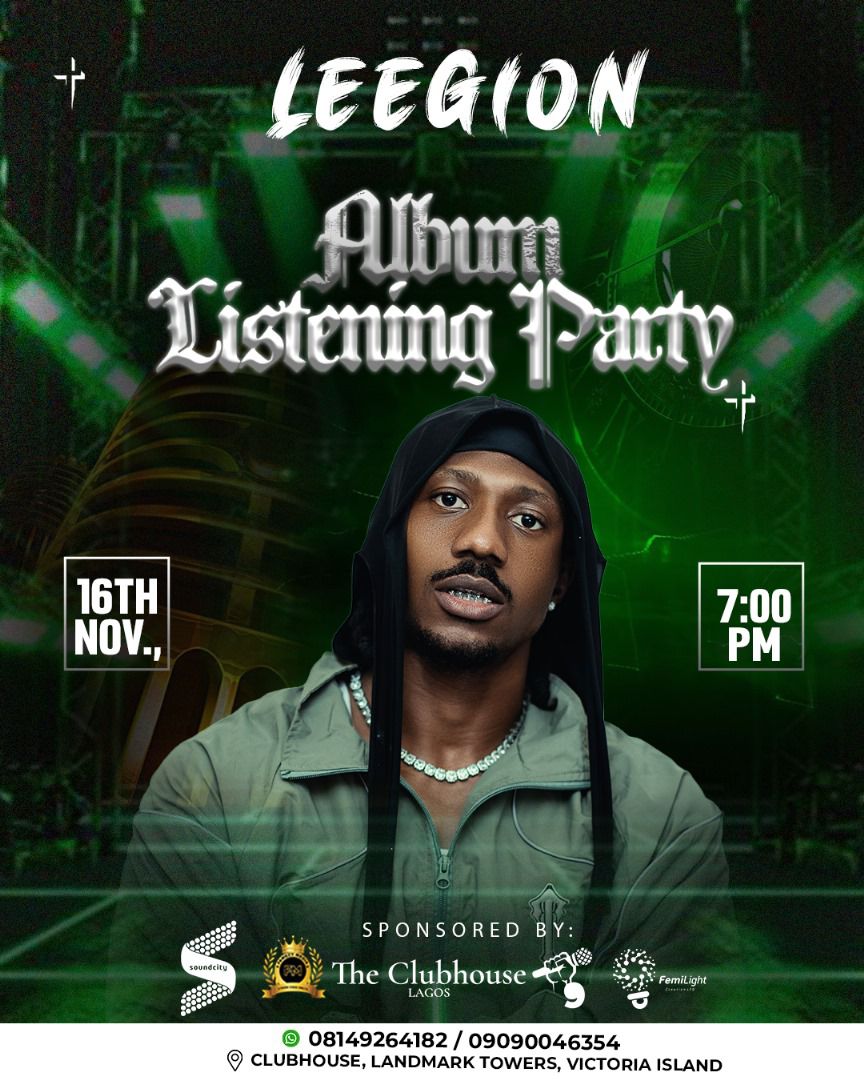 LEEGION
Album
Listening Party
16TH
NOV.,
7:00
PM
SPONSORED BY:
soundcity
The Clubhouse
LAGOS
9
FemiLight
08149264182 / 09090046354
CLUBHOUSE, LANDMARK TOWERS, VICTORIA ISLAND